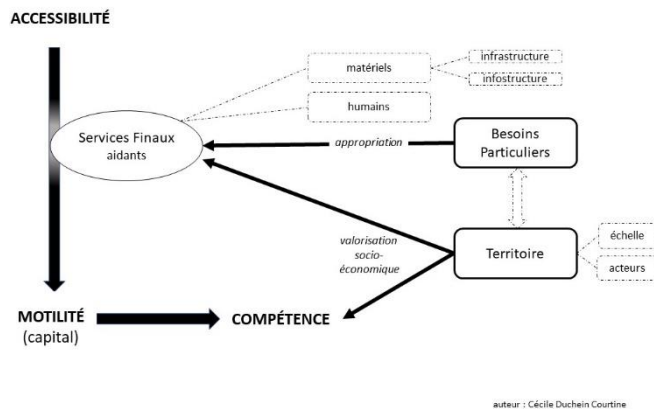 ACCESSIBILITÉ
infrastructure
matériels
infostructure
humains
Services Finaux
aidants
appropriation
Besoins
Particuliers
valorisation
socio-
économique
Territoire
échelle
acteurs
MOTILITÉ
(capital)
COMPÉTENCE
auteur : Cécile Duchein Courtine